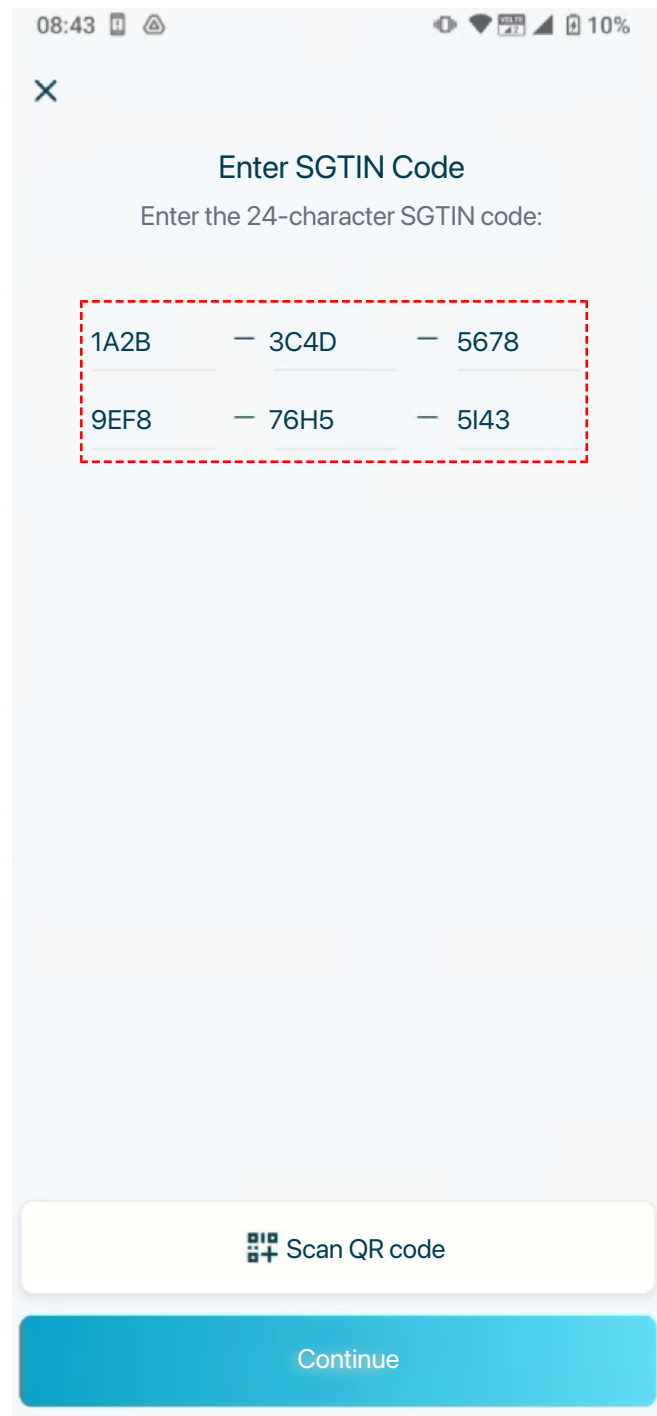 08:43 10%
Enter SGTIN Code
Enter the 24-character SGTIN code:
1A2B – 3C4D – 5678
9EF8 – 76H5 – 5I43
Scan QR code
Continue